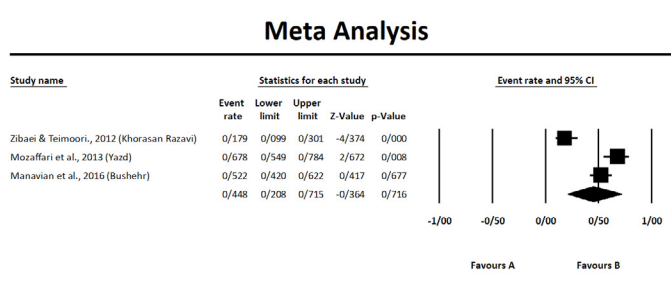 Meta Analysis
Study name Statistics for each study Event rate and 95% CI
Event rate Lower limit Upper limit Z-Value p-Value
Zibaei & Teimoori., 2012 (Khorasan Razavi) 0/179 0/099 0/301 -4/374 0/000
Mozaffari et al., 2013 (Yazd) 0/678 0/549 0/784 2/672 0/008
Manavian et al., 2016 (Bushehr) 0/522 0/420 0/622 0/417 0/677
0/448 0/208 0/715 -0/364 0/716
-1/00 -0/50 0/00 0/50 1/00
Favours A Favours B